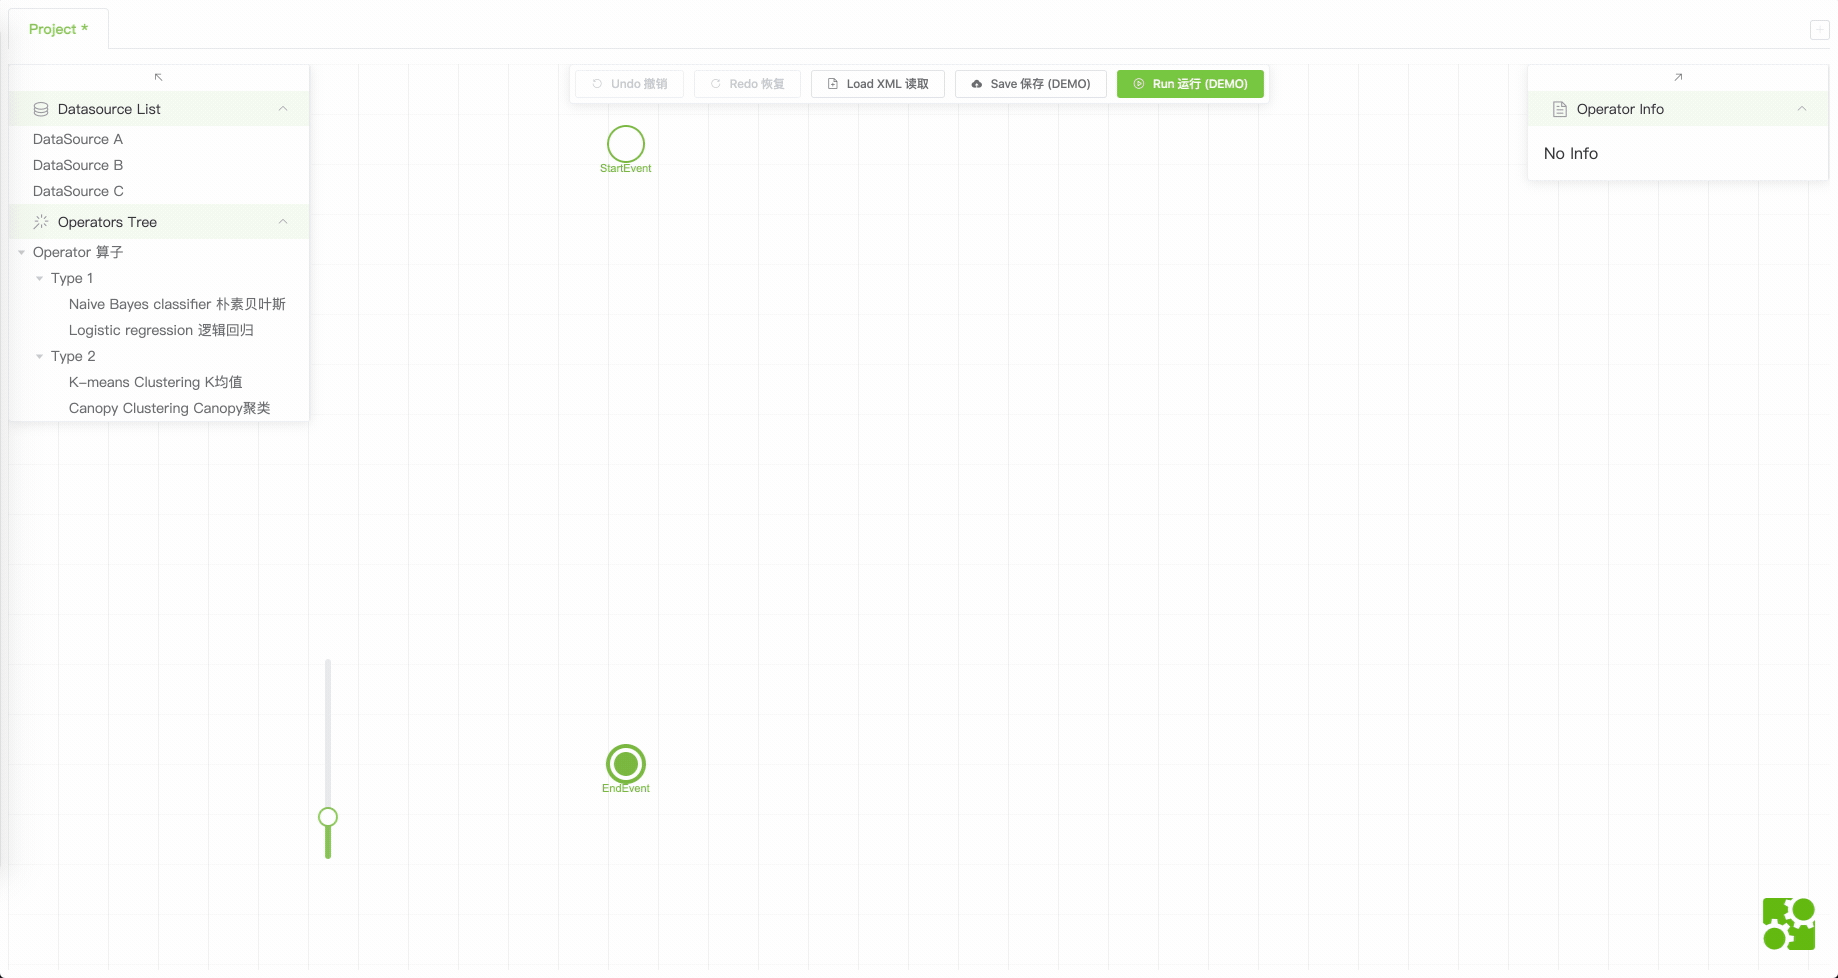 Project *
Undo 撤销
Redo 恢复
Load XML 读取
Save 保存 (DEMO)
Run 运行 (DEMO)
Datasource List
DataSource A
DataSource B
DataSource C
Operators Tree
Operator 算子
Type 1
Naive Bayes classifier 朴素贝叶斯
Logistic regression 逻辑回归
Type 2
K-means Clustering K均值
Canopy Clustering Canopy聚类
StartEvent
EndEvent
Operator Info
No Info